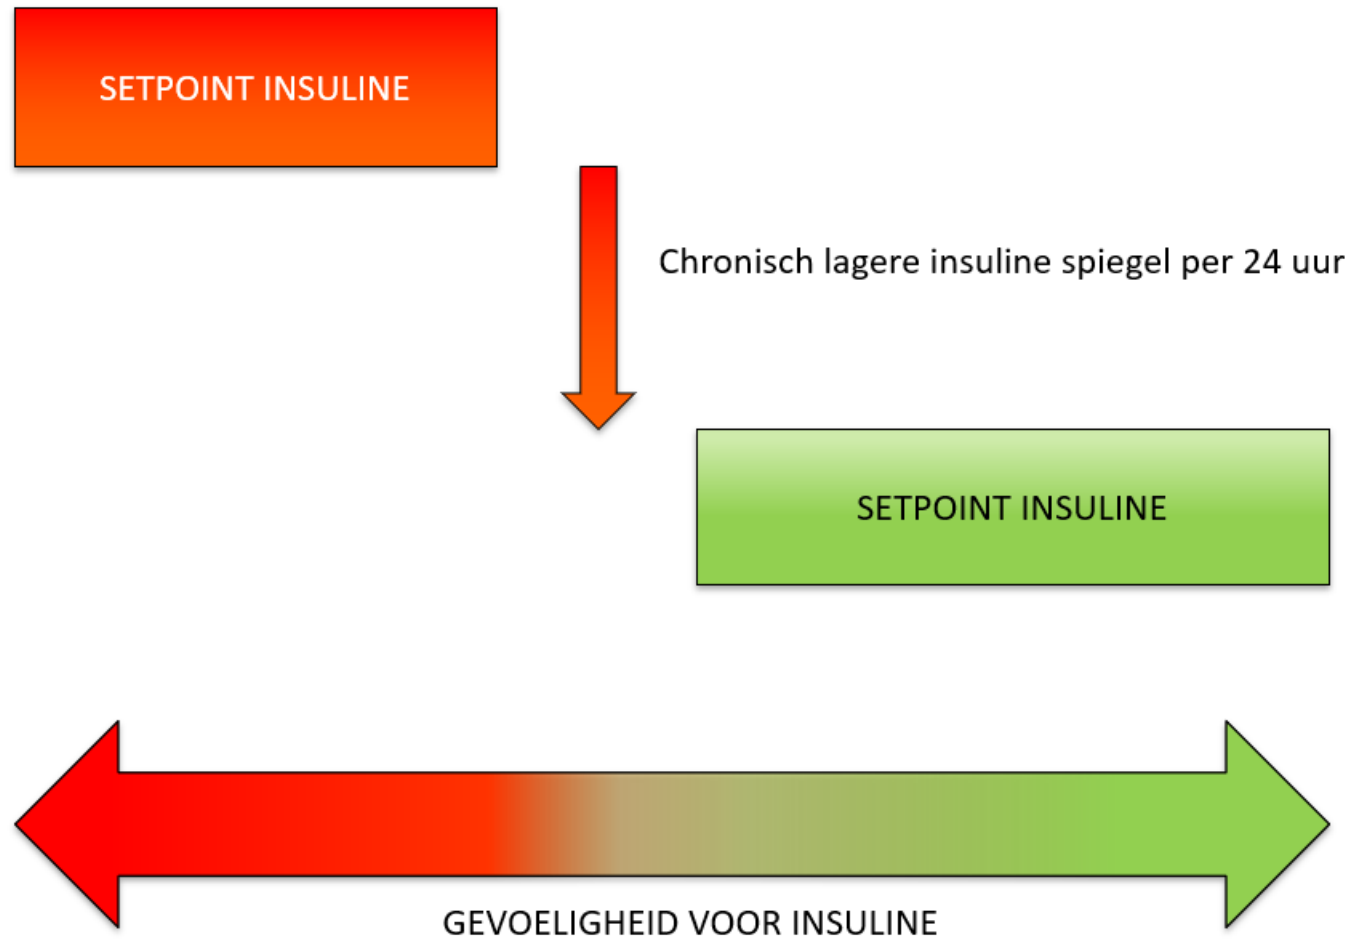 SETPOINT INSULINE
Chronisch lagere insuline spiegel per 24 uur
SETPOINT INSULINE
GEVOELIGHEID VOOR INSULINE